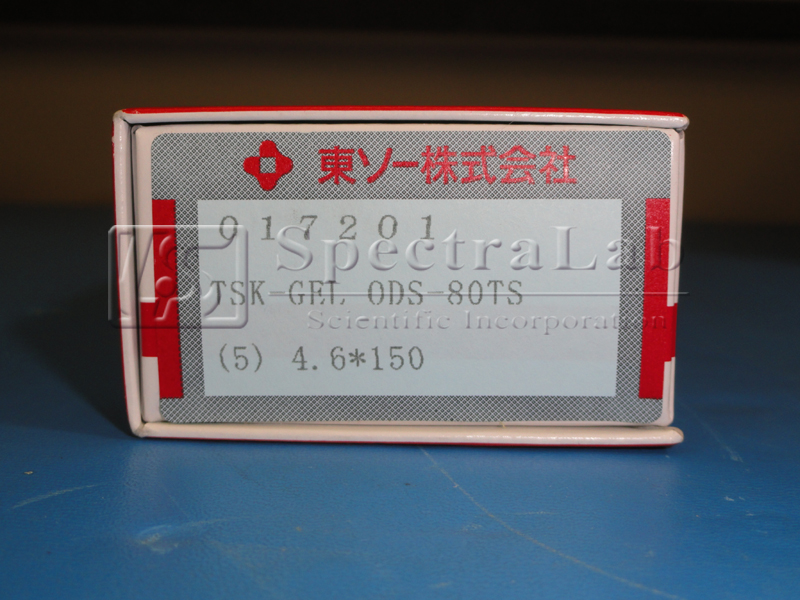 東ソー株式会社
017201
SpectraLab
TSK-GEL ODS-80TS
Scientific Incorporation
(5) 4.6*150